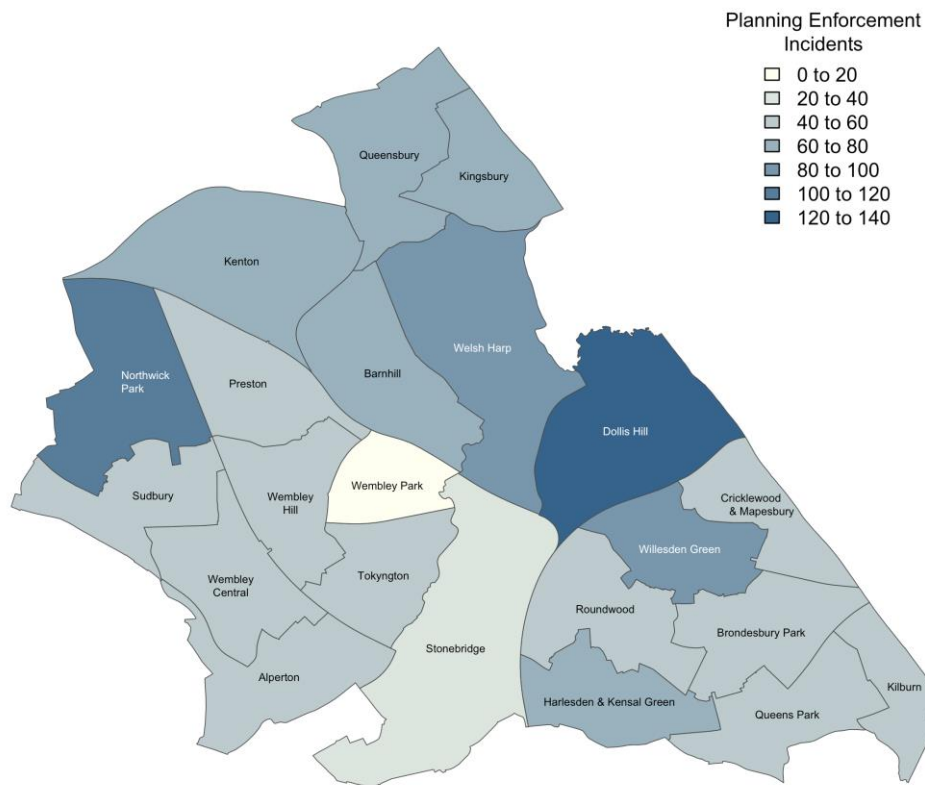 Planning Enforcement
Incidents
0 to 20
20 to 40
40 to 60
60 to 80
80 to 100
100 to 120
120 to 140
Queensbury
Kingsbury
Kenton
Welsh Harp
Northwick
Park
Preston
Barnhill
Dollis Hill
Sudbury
Wembley
Hill
Wembley Park
Cricklewood
& Mapesbury
Willesden Green
Wembley
Central
Tokyngton
Roundwood
Brondesbury Park
Stonebridge
Alperton
Harlesden & Kensal Green
Queens Park
Kilburn